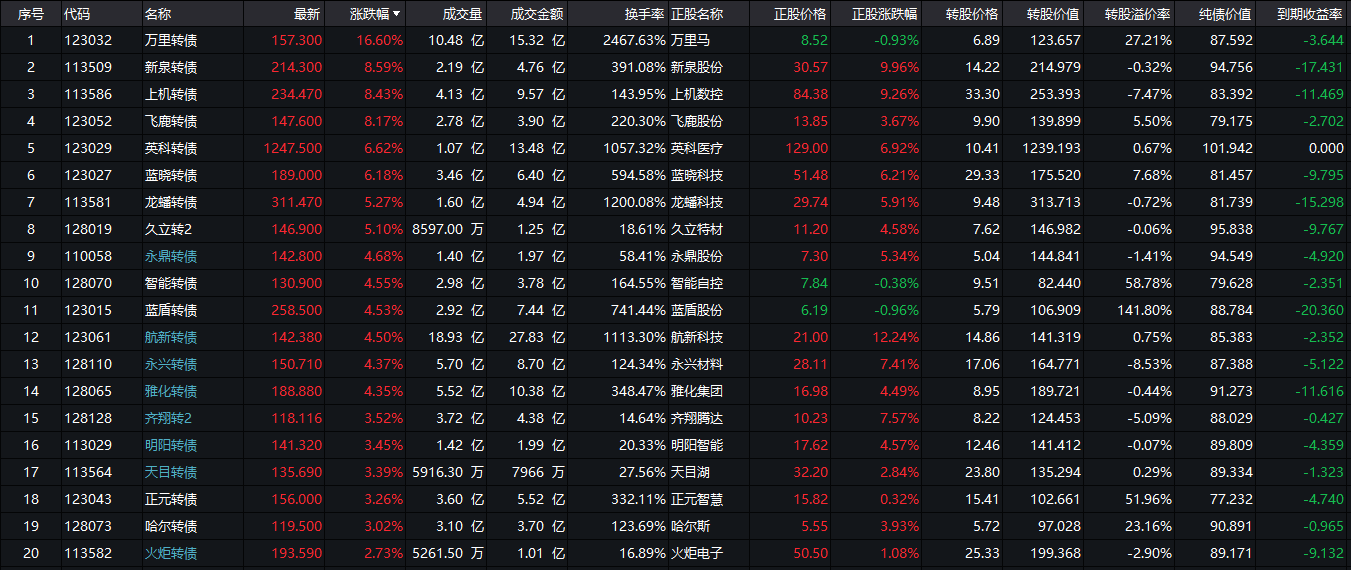 序号 代码 名称 最新 涨跌幅 成交量 成交金额 换手率 正股名称 正股价格 正股涨跌幅 转股价格 转股价值 转股溢价率 纯债价值 到期收益率
1 123032 万里转债 157.300 16.60% 10.48 亿 15.32 亿 2467.63% 万里马 8.52 -0.93% 6.89 123.657 27.21% 87.592 -3.644
2 113509 新泉转债 214.300 8.59% 2.19 亿 4.76 亿 391.08% 新泉股份 30.57 9.96% 14.22 214.979 -0.32% 94.756 -17.431
3 113586 上机转债 234.470 8.43% 4.13 亿 9.57 亿 143.95% 上机数控 84.38 9.26% 33.30 253.393 -7.47% 83.392 -11.469
4 123052 飞鹿转债 147.600 8.17% 2.78 亿 3.90 亿 220.30% 飞鹿股份 13.85 3.67% 9.90 139.899 5.50% 79.175 -2.702
5 123029 英科转债 1247.500 6.62% 1.07 亿 13.48 亿 1057.32% 英科医疗 129.00 6.92% 10.41 1239.193 0.67% 101.942 0.000
6 123027 蓝晓转债 189.000 6.18% 3.46 亿 6.40 亿 594.58% 蓝晓科技 51.48 6.21% 29.33 175.520 7.68% 81.457 -9.795
7 113581 龙蟠转债 311.470 5.27% 1.60 亿 4.94 亿 1200.08% 龙蟠科技 29.74 5.91% 9.48 313.713 -0.72% 81.739 -15.298
8 128019 久立转2 146.900 5.10% 8597.00 万 1.25 亿 18.61% 久立特材 11.20 4.58% 7.62 146.982 -0.06% 95.838 -9.767
9 110058 永鼎转债 142.800 4.68% 1.40 亿 1.97 亿 58.41% 永鼎股份 7.30 5.34% 5.04 144.841 -1.41% 94.549 -4.920
10 128070 智能转债 130.900 4.55% 2.98 亿 3.78 亿 164.55% 智能自控 7.84 -0.38% 9.51 82.440 58.78% 79.628 -2.351
11 123015 蓝盾转债 258.500 4.53% 2.92 亿 7.44 亿 741.44% 蓝盾股份 6.19 -0.96% 5.79 106.909 141.80% 88.784 -20.360
12 123061 航新转债 142.380 4.50% 18.93 亿 27.83 亿 1113.30% 航新科技 21.00 12.24% 14.86 141.319 0.75% 85.383 -2.352
13 128110 永兴转债 150.710 4.37% 5.70 亿 8.70 亿 124.34% 永兴材料 28.11 7.41% 17.06 164.771 -8.53% 87.388 -5.122
14 128065 雅化转债 188.880 4.35% 5.52 亿 10.38 亿 348.47% 雅化集团 16.98 4.49% 8.95 189.721 -0.44% 91.273 -11.616
15 128128 齐翔转2 118.116 3.52% 3.72 亿 4.38 亿 14.64% 齐翔腾达 10.23 7.57% 8.22 124.453 -5.09% 88.029 -0.427
16 113029 明阳转债 141.320 3.45% 1.42 亿 1.99 亿 20.33% 明阳智能 17.62 4.57% 12.46 141.412 -0.07% 89.809 -4.359
17 113564 天目转债 135.690 3.39% 5916.30 万 7966 万 27.56% 天目湖 32.20 2.84% 23.80 135.294 0.29% 89.334 -1.323
18 123043 正元转债 156.000 3.26% 3.60 亿 5.52 亿 332.11% 正元智慧 15.82 0.32% 15.41 102.661 51.96% 77.232 -4.740
19 128073 哈尔转债 119.500 3.02% 3.10 亿 3.70 亿 123.69% 哈尔斯 5.55 3.93% 5.72 97.028 23.16% 90.891 -0.965
20 113582 火炬转债 193.590 2.73% 5261.50 万 1.01 亿 16.89% 火炬电子 50.50 1.08% 25.33 199.368 -2.90% 89.171 -9.132